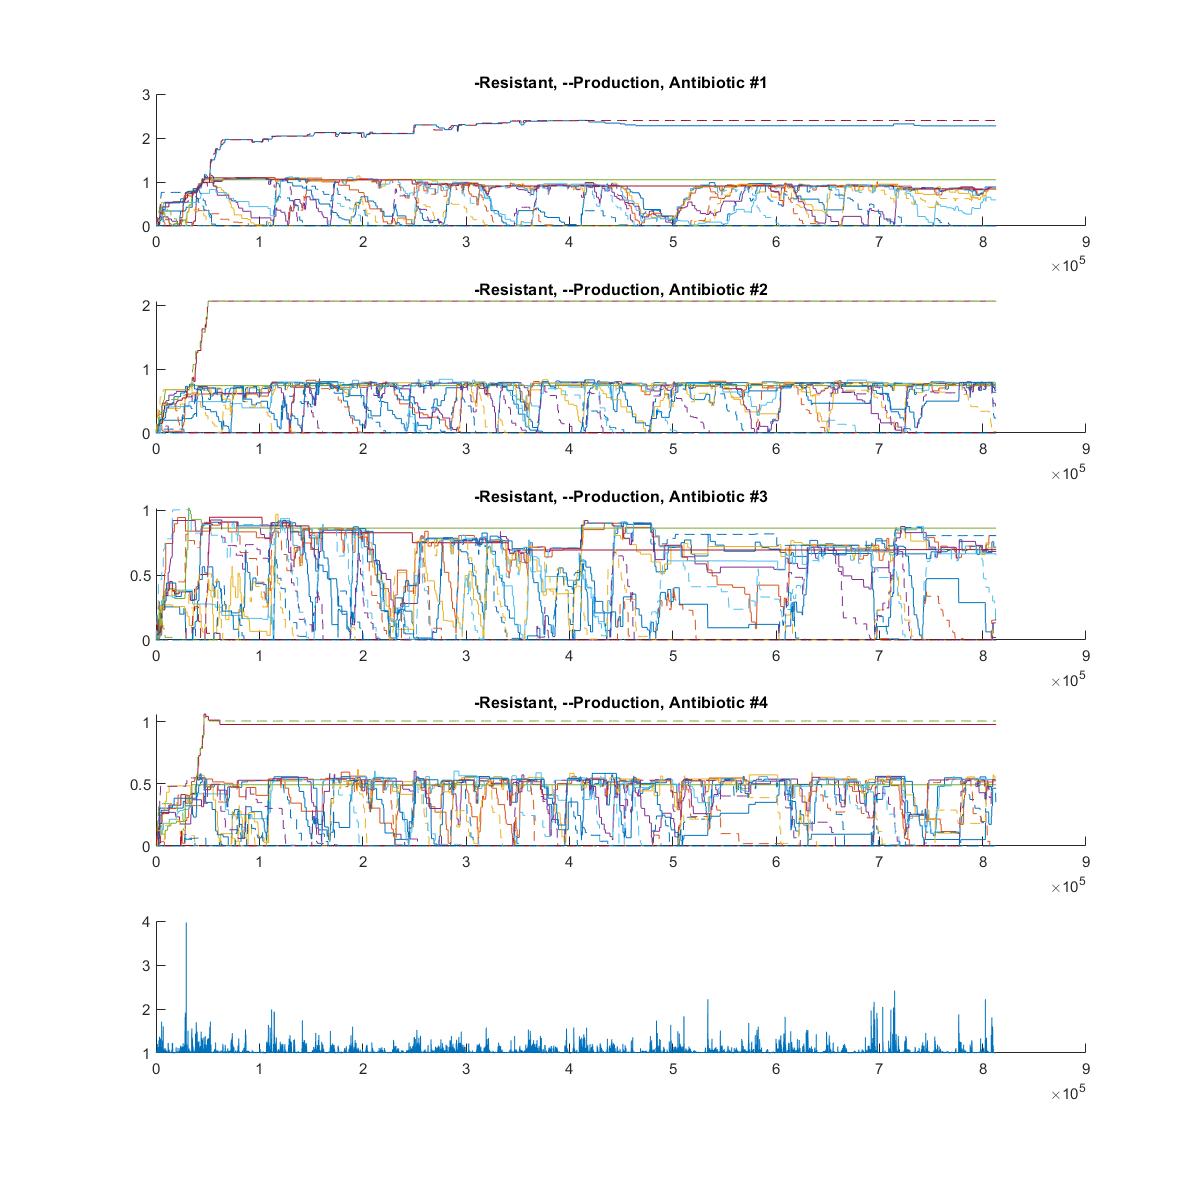 -Resistant, --Production, Antibiotic #1
3
2
1
0
0 1 2 3 4 5 6 7 8 9
×10^5
-Resistant, --Production, Antibiotic #2
2
1
0
0 1 2 3 4 5 6 7 8 9
×10^5
-Resistant, --Production, Antibiotic #3
1
0.5
0
0 1 2 3 4 5 6 7 8 9
×10^5
-Resistant, --Production, Antibiotic #4
1
0.5
0
0 1 2 3 4 5 6 7 8 9
×10^5
4
3
2
1
0 1 2 3 4 5 6 7 8 9
×10^5